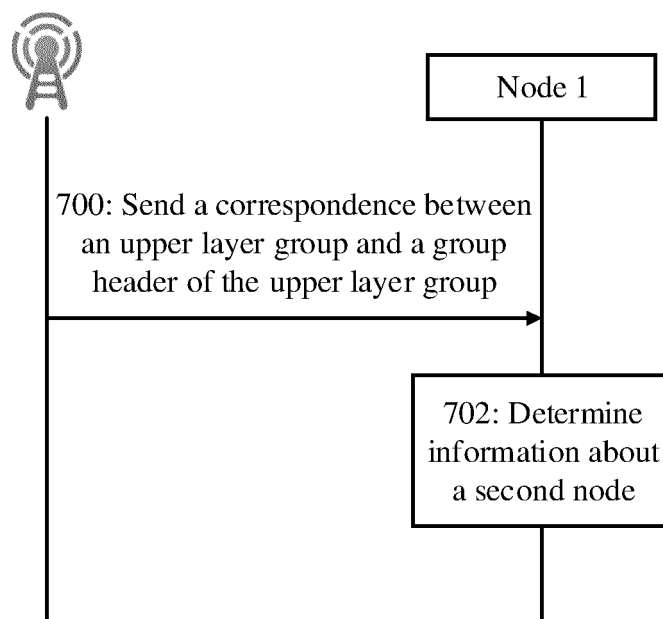 Node 1
700: Send a correspondence between
an upper layer group and a group
header of the upper layer group
702: Determine
information about
a second node